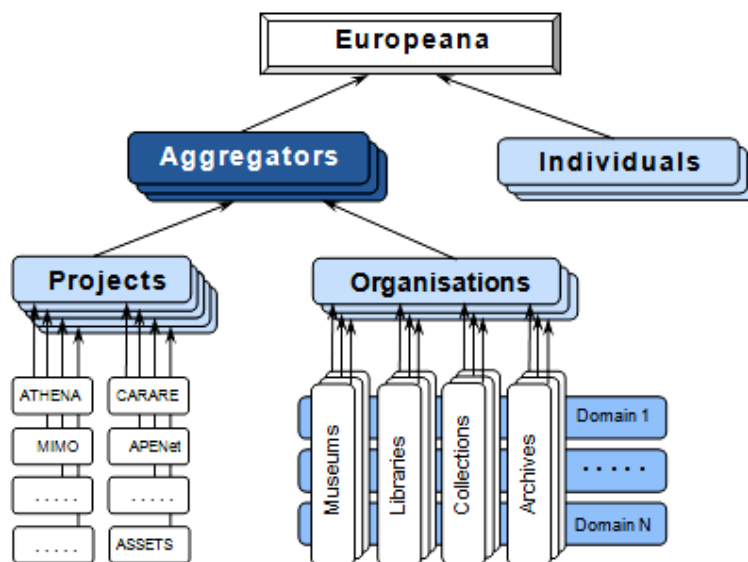 Europeana
Aggregators
Individuals
Projects
Organisations
ATHENA
CARARE
MIMO
APENet
. . . . .
. . . . .
. . . . .
ASSETS
Museums
Libraries
Collections
Archives
Domain 1
. . . . .
Domain N